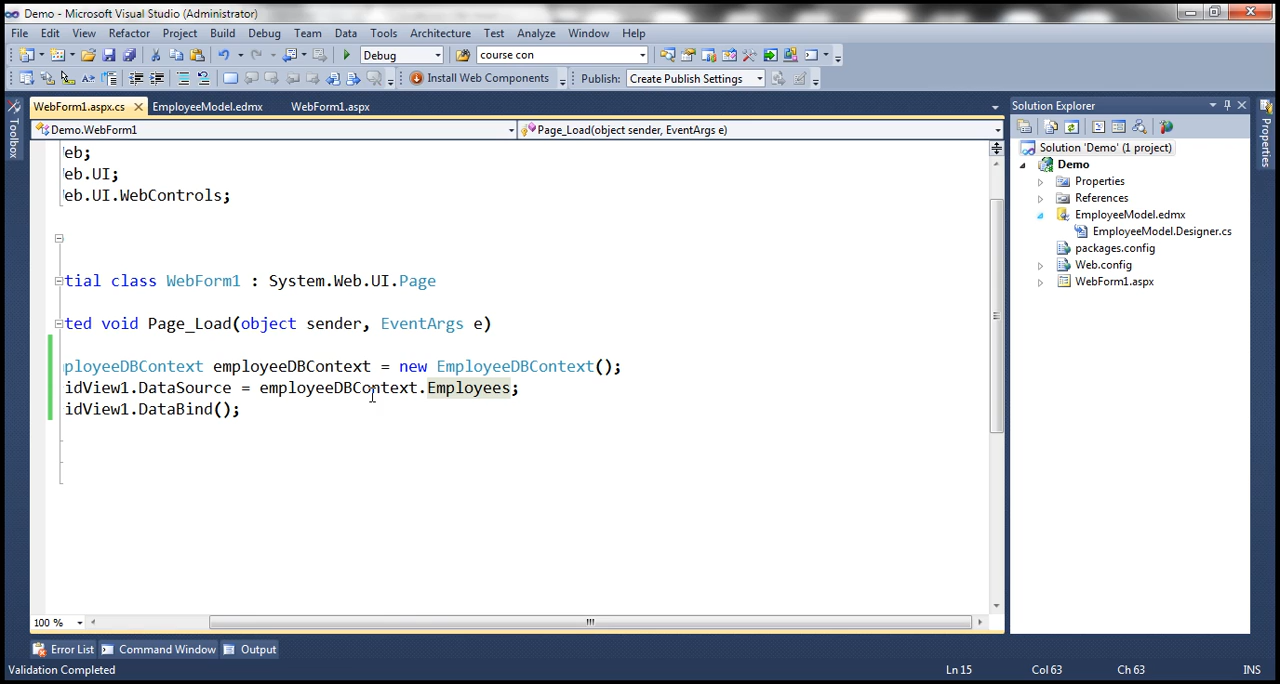 Demo - Microsoft Visual Studio (Administrator)
File Edit View Refactor Project Build Debug Team Data Tools Architecture Test Analyze Window Help
Debug course con
Install Web Components Publish: Create Publish Settings
WebForm1.aspx.cs EmployeeModel.edmx WebForm1.aspx
Demo.WebForm1 Page_Load(object sender, EventArgs e)
eb;
eb.UI;
eb.UI.WebControls;
tial class WebForm1 : System.Web.UI.Page
ted void Page_Load(object sender, EventArgs e)
ployeeDBContext employeeDBContext = new EmployeeDBContext();
idView1.DataSource = employeeDBContext.Employees;
idView1.DataBind();
100 %
Toolbox
Solution Explorer
Solution 'Demo' (1 project)
Demo
Properties
References
EmployeeModel.edmx
EmployeeModel.Designer.cs
packages.config
Web.config
WebForm1.aspx
Properties
Error List Command Window Output
Validation Completed Ln 15 Col 63 Ch 63 INS